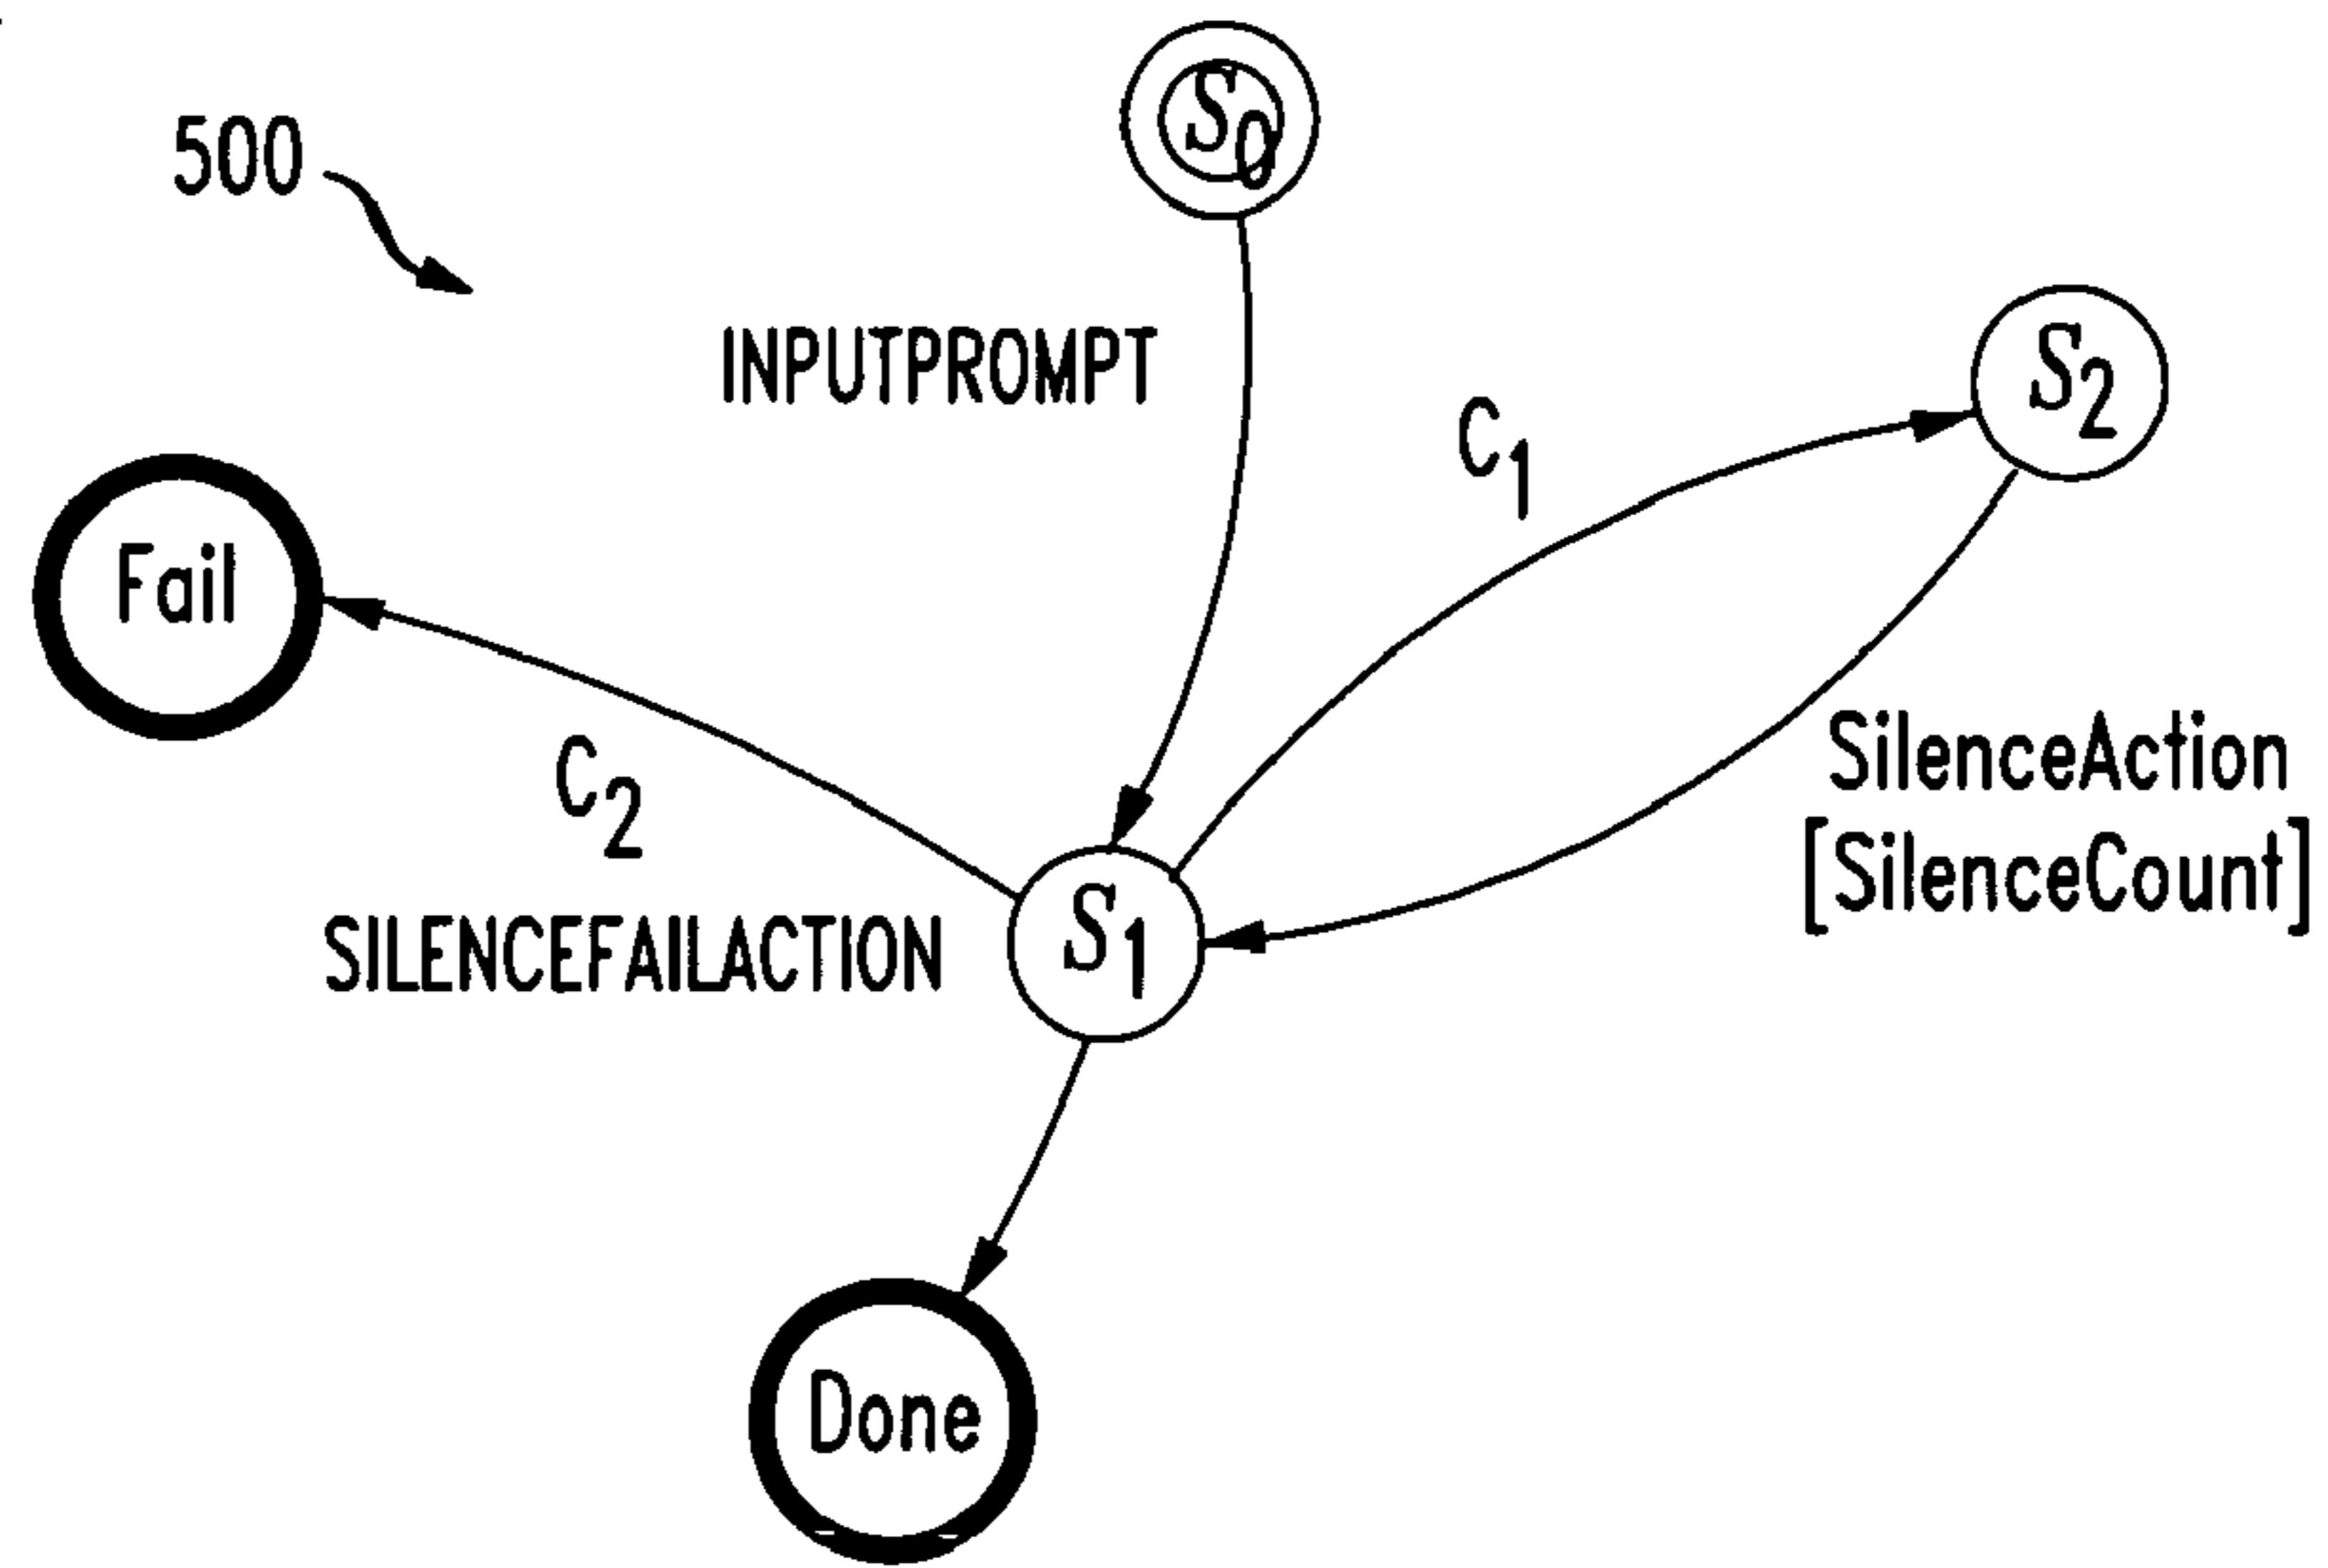 S0
500
INPUTPROMPT
S2
C1
Fail
C2
SilenceAction
[SilenceCount]
SILENCEFAILACTION
S1
Done